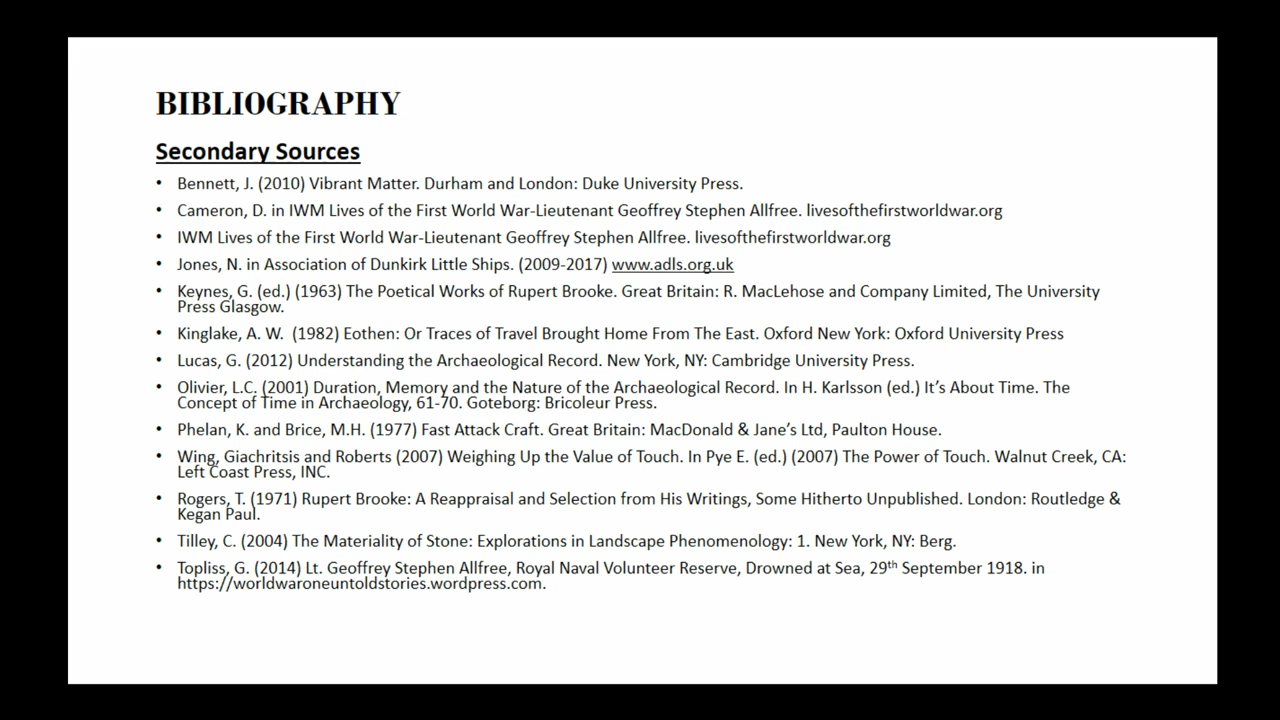 BIBLIOGRAPHY
Secondary Sources
• Bennett, J. (2010) Vibrant Matter. Durham and London: Duke University Press.
• Cameron, D. in IWM Lives of the First World War-Lieutenant Geoffrey Stephen Allfree. livesofthefirstworldwar.org
• IWM Lives of the First World War-Lieutenant Geoffrey Stephen Allfree. livesofthefirstworldwar.org
• Jones, N. in Association of Dunkirk Little Ships. (2009-2017) www.adls.org.uk
• Keynes, G. (ed.) (1963) The Poetical Works of Rupert Brooke. Great Britain: R. MacLehose and Company Limited, The University
Press Glasgow.
• Kinglake, A. W.  (1982) Eothen: Or Traces of Travel Brought Home From The East. Oxford New York: Oxford University Press
• Lucas, G. (2012) Understanding the Archaeological Record. New York, NY: Cambridge University Press.
• Olivier, L.C. (2001) Duration, Memory and the Nature of the Archaeological Record. In H. Karlsson (ed.) It’s About Time. The
Concept of Time in Archaeology, 61-70. Goteborg: Bricoleur Press.
• Phelan, K. and Brice, M.H. (1977) Fast Attack Craft. Great Britain: MacDonald & Jane’s Ltd, Paulton House.
• Wing, Giachritsis and Roberts (2007) Weighing Up the Value of Touch. In Pye E. (ed.) (2007) The Power of Touch. Walnut Creek, CA:
Left Coast Press, INC.
• Rogers, T. (1971) Rupert Brooke: A Reappraisal and Selection from His Writings, Some Hitherto Unpublished. London: Routledge &
Kegan Paul.
• Tilley, C. (2004) The Materiality of Stone: Explorations in Landscape Phenomenology: 1. New York, NY: Berg.
• Topliss, G. (2014) Lt. Geoffrey Stephen Allfree, Royal Naval Volunteer Reserve, Drowned at Sea, 29th September 1918. in
https://worldwaroneuntoldstories.wordpress.com.